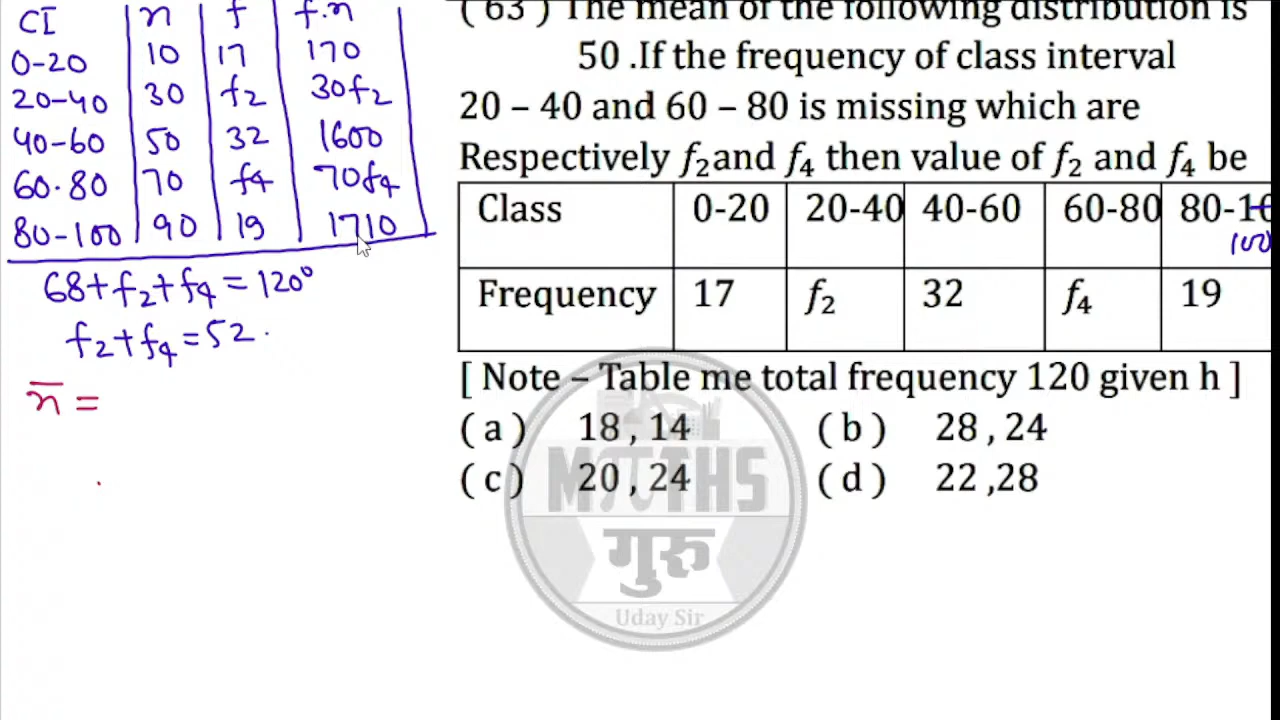 CI | x | f | f.x
0-20 | 10 | 17 | 170
20-40 | 30 | f2 | 30f2
40-60 | 50 | 32 | 1600
60-80 | 70 | f4 | 70f4
80-100 | 90 | 19 | 1710
68+f2+f4=120
f2+f4=52
x̄ =
( 63 ) The mean of the following distribution is
50 .If the frequency of class interval
20 – 40 and 60 – 80 is missing which are
Respectively f₂and f₄ then value of f₂ and f₄ be
Class 0-20 20-40 40-60 60-80 80-10
100
Frequency 17 f₂ 32 f₄ 19
[ Note – Table me total frequency 120 given h ]
( a ) 18 , 14 ( b ) 28 , 24
( c ) 20 , 24 ( d ) 22 ,28
MπTHS
गुरु
Uday Sir